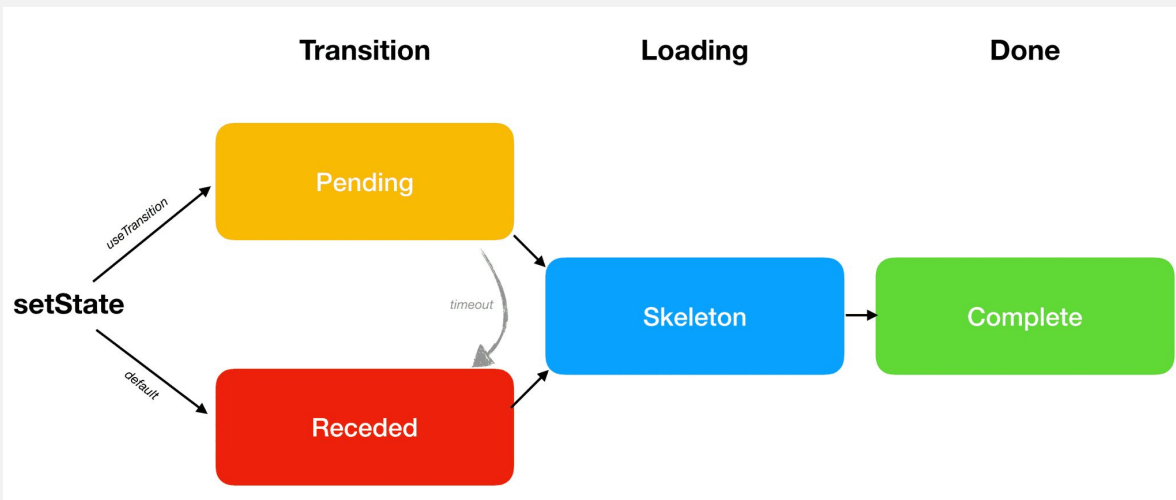 Transition
Loading
Done
Pending
useTransition
setState
timeout
Skeleton
Complete
default
Receded